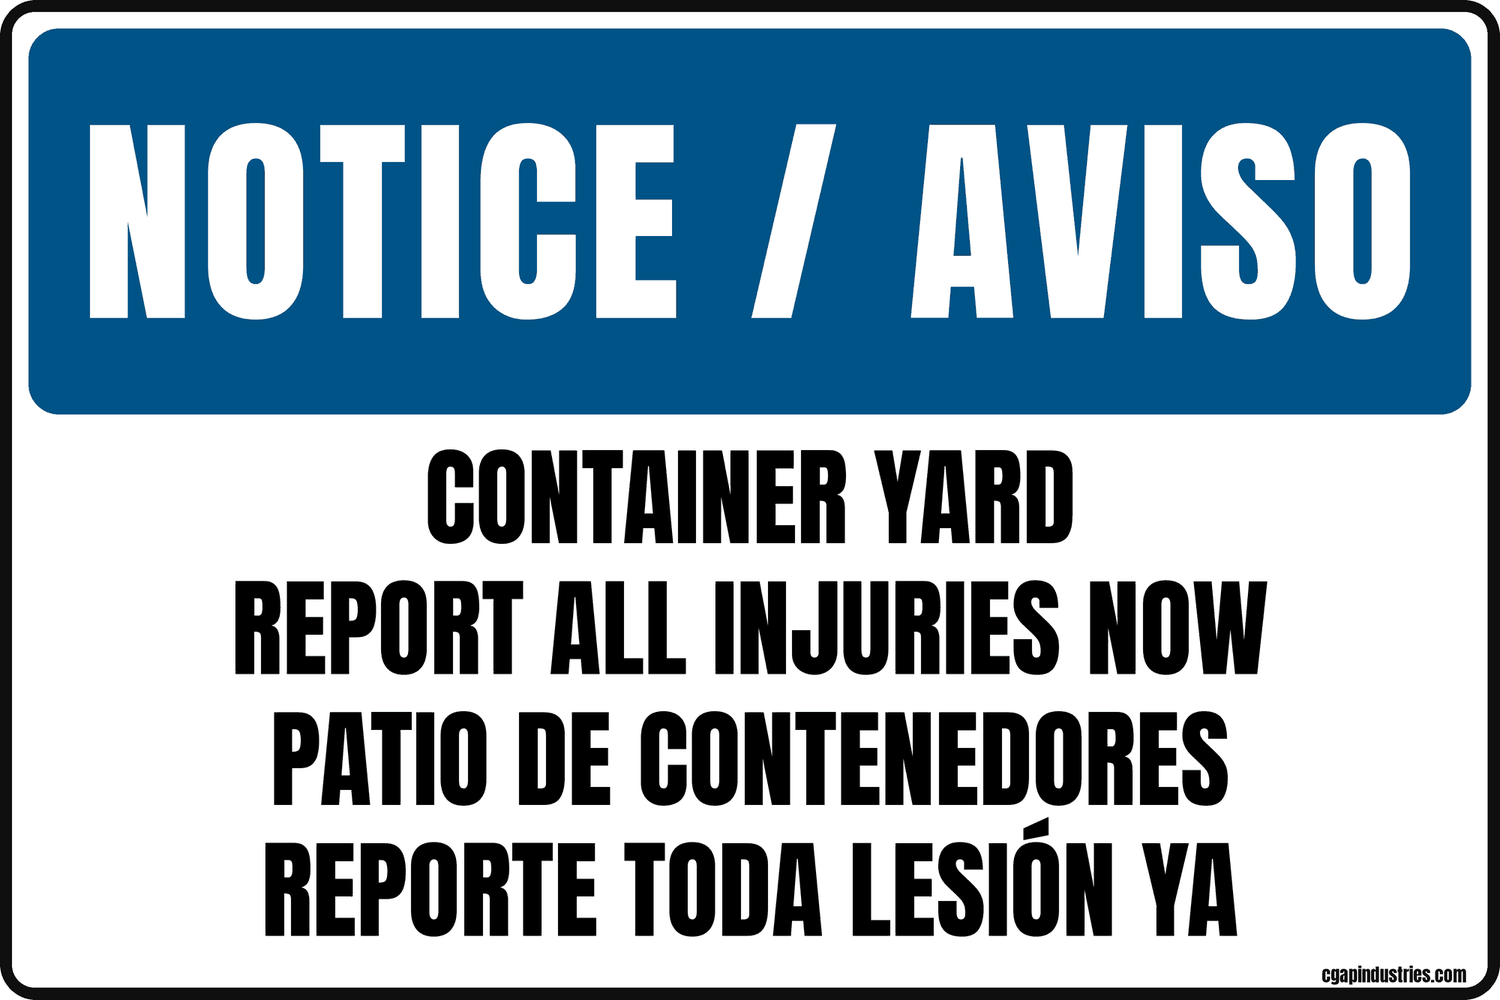 NOTICE / AVISO
CONTAINER YARD
REPORT ALL INJURIES NOW
PATIO DE CONTENEDORES
REPORTE TODA LESIÓN YA
cgapindustries.com